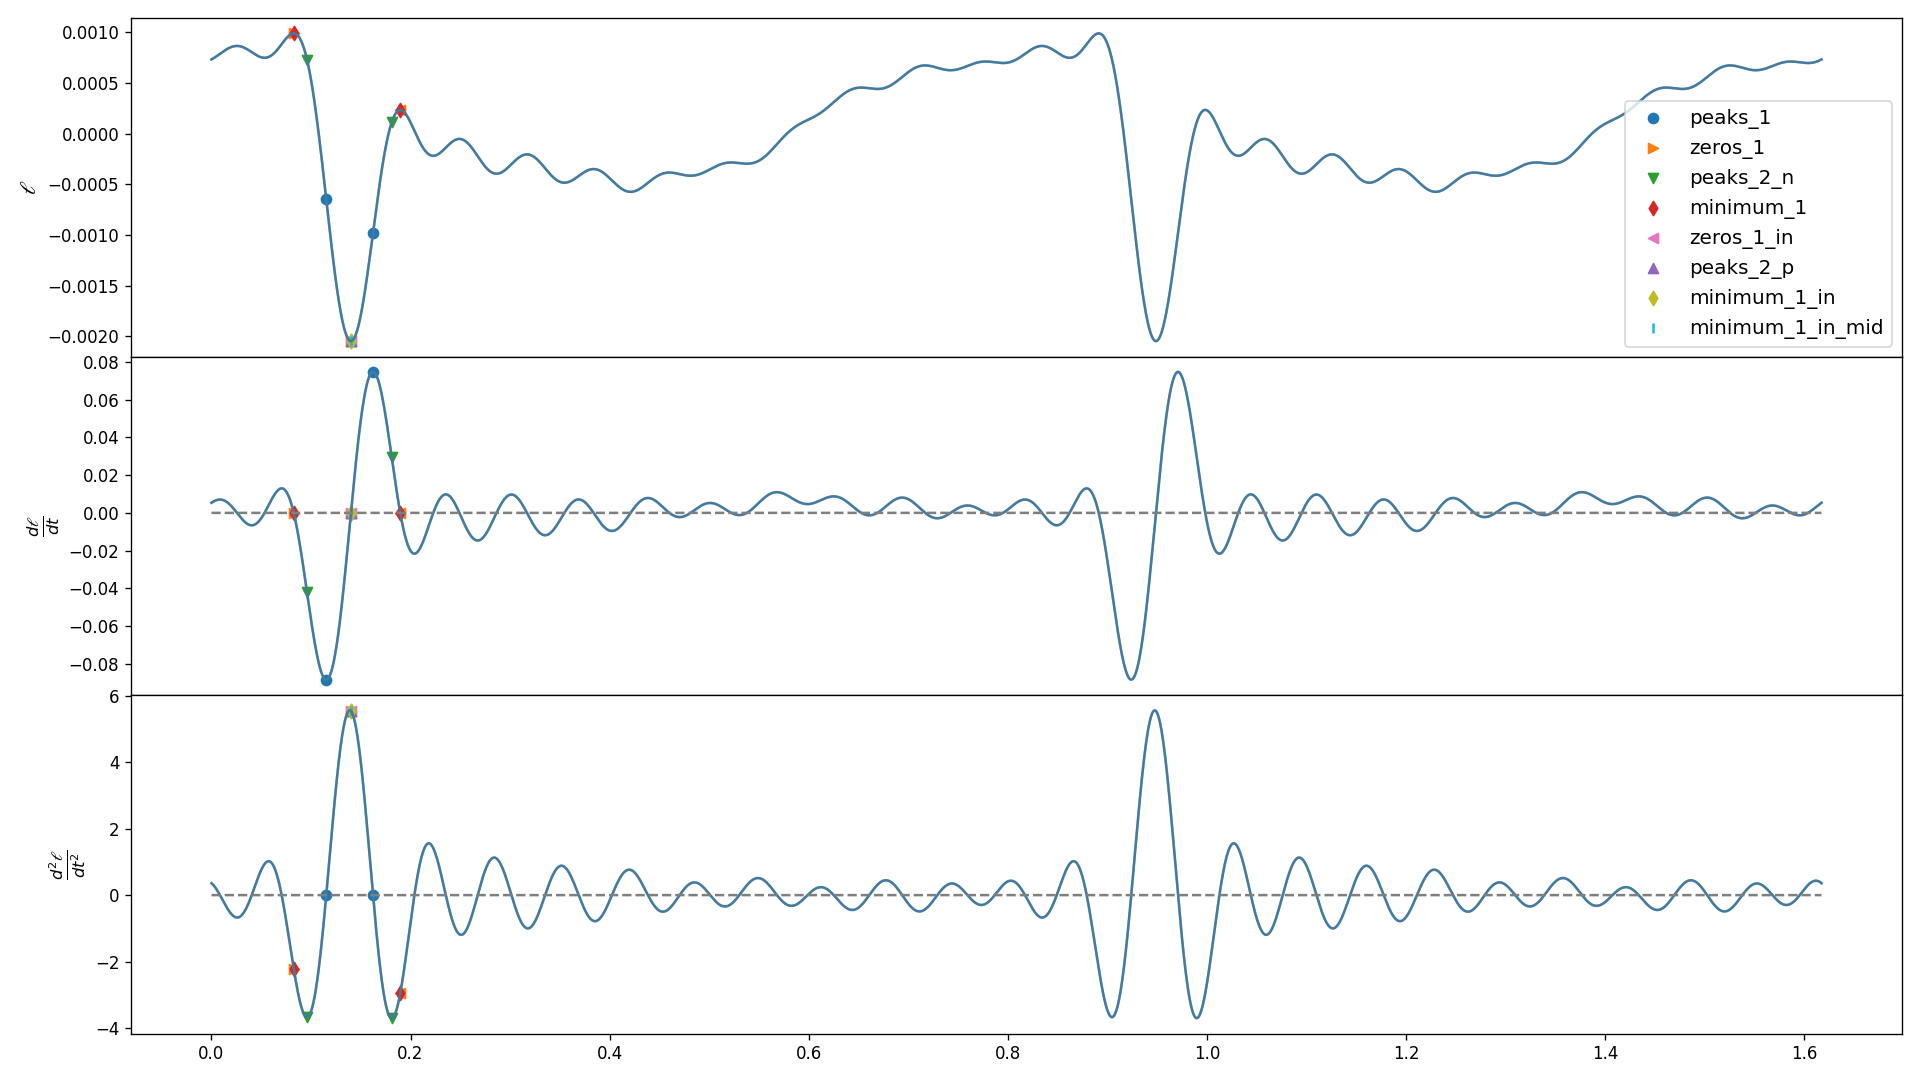 0.0010
0.0005
0.0000
−0.0005
−0.0010
−0.0015
−0.0020
ℓ
peaks_1
zeros_1
peaks_2_n
minimum_1
zeros_1_in
peaks_2_p
minimum_1_in
minimum_1_in_mid
0.08
0.06
0.04
0.02
0.00
−0.02
−0.04
−0.06
−0.08
dℓ
dt
6
4
2
0
−2
−4
d²ℓ
dt²
0.0 0.2 0.4 0.6 0.8 1.0 1.2 1.4 1.6